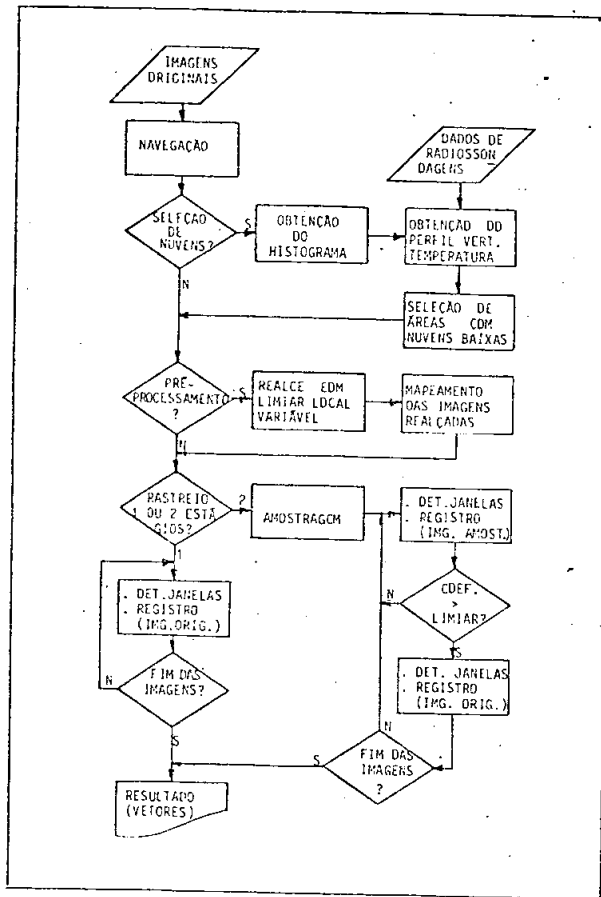 IMAGENS
ORIGINAIS
NAVEGAÇÃO
DADOS DE
RADIOSSON
DAGENS
SELEÇÃO
DE
NUVENS?
S
OBTENÇÃO
DO
HISTOGRAMA
OBTENÇÃO DO
PERFIL VERT.
TEMPERATURA
N
SELEÇÃO DE
ÁREAS COM
NUVENS BAIXAS
PRÉ-
PROCESSAMENTO
?
S
REALCE COM
LIMIAR LOCAL
VARIÁVEL
MAPEAMENTO
DAS IMAGENS
REALÇADAS
N
RASTREIO
1 OU 2 ESTÁ
GIOS?
2
AMOSTRAGEM
. DET.JANELAS
. REGISTRO
(IMG. AMOST.)
1
. DET.JANELAS
. REGISTRO
(IMG.ORIG.)
COEF.
>
LIMIAR?
N
S
. DET. JANELAS
. REGISTRO
(IMG. ORIG.)
FIM DAS
IMAGENS?
N
S
FIM DAS
IMAGENS
?
N
S
RESULTADO
(VETORES)